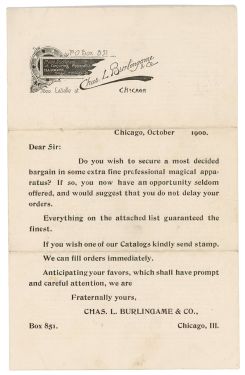 P.O. Box 851
Chas. L. Burlingame & Co.
CHICAGO
Chicago, October 1900.
Dear Sir:
Do you wish to secure a most decided
bargain in some extra fine professional magical appa-
ratus? If so, you now have an opportunity seldom
offered, and would suggest that you do not delay your
orders.
Everything on the attached list guaranteed the
finest.
If you wish one of our Catalogs kindly send stamp.
We can fill orders immediately.
Anticipating your favors, which shall have prompt
and careful attention, we are
Fraternally yours,
CHAS. L. BURLINGAME & CO.,
Box 851. Chicago, Ill.